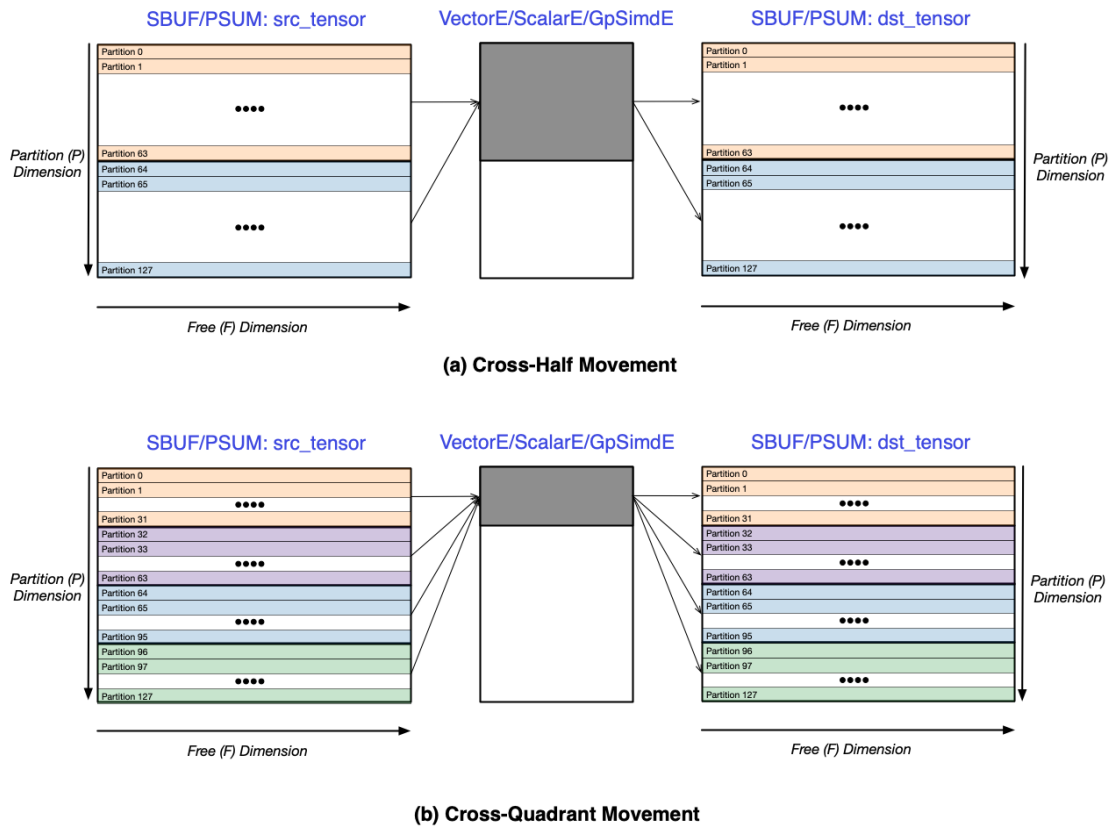 SBUF/PSUM: src_tensor
VectorE/ScalarE/GpSimdE
SBUF/PSUM: dst_tensor
Partition 0
Partition 1
Partition 63
Partition 64
Partition 65
Partition 127
Partition (P)
Dimension
Free (F) Dimension
Partition 0
Partition 1
Partition 63
Partition 64
Partition 65
Partition 127
Partition (P)
Dimension
Free (F) Dimension
(a) Cross-Half Movement
SBUF/PSUM: src_tensor
VectorE/ScalarE/GpSimdE
SBUF/PSUM: dst_tensor
Partition 0
Partition 1
Partition 31
Partition 32
Partition 33
Partition 63
Partition 64
Partition 65
Partition 95
Partition 96
Partition 97
Partition 127
Partition (P)
Dimension
Free (F) Dimension
Partition 0
Partition 1
Partition 31
Partition 32
Partition 33
Partition 63
Partition 64
Partition 65
Partition 95
Partition 96
Partition 97
Partition 127
Partition (P)
Dimension
Free (F) Dimension
(b) Cross-Quadrant Movement